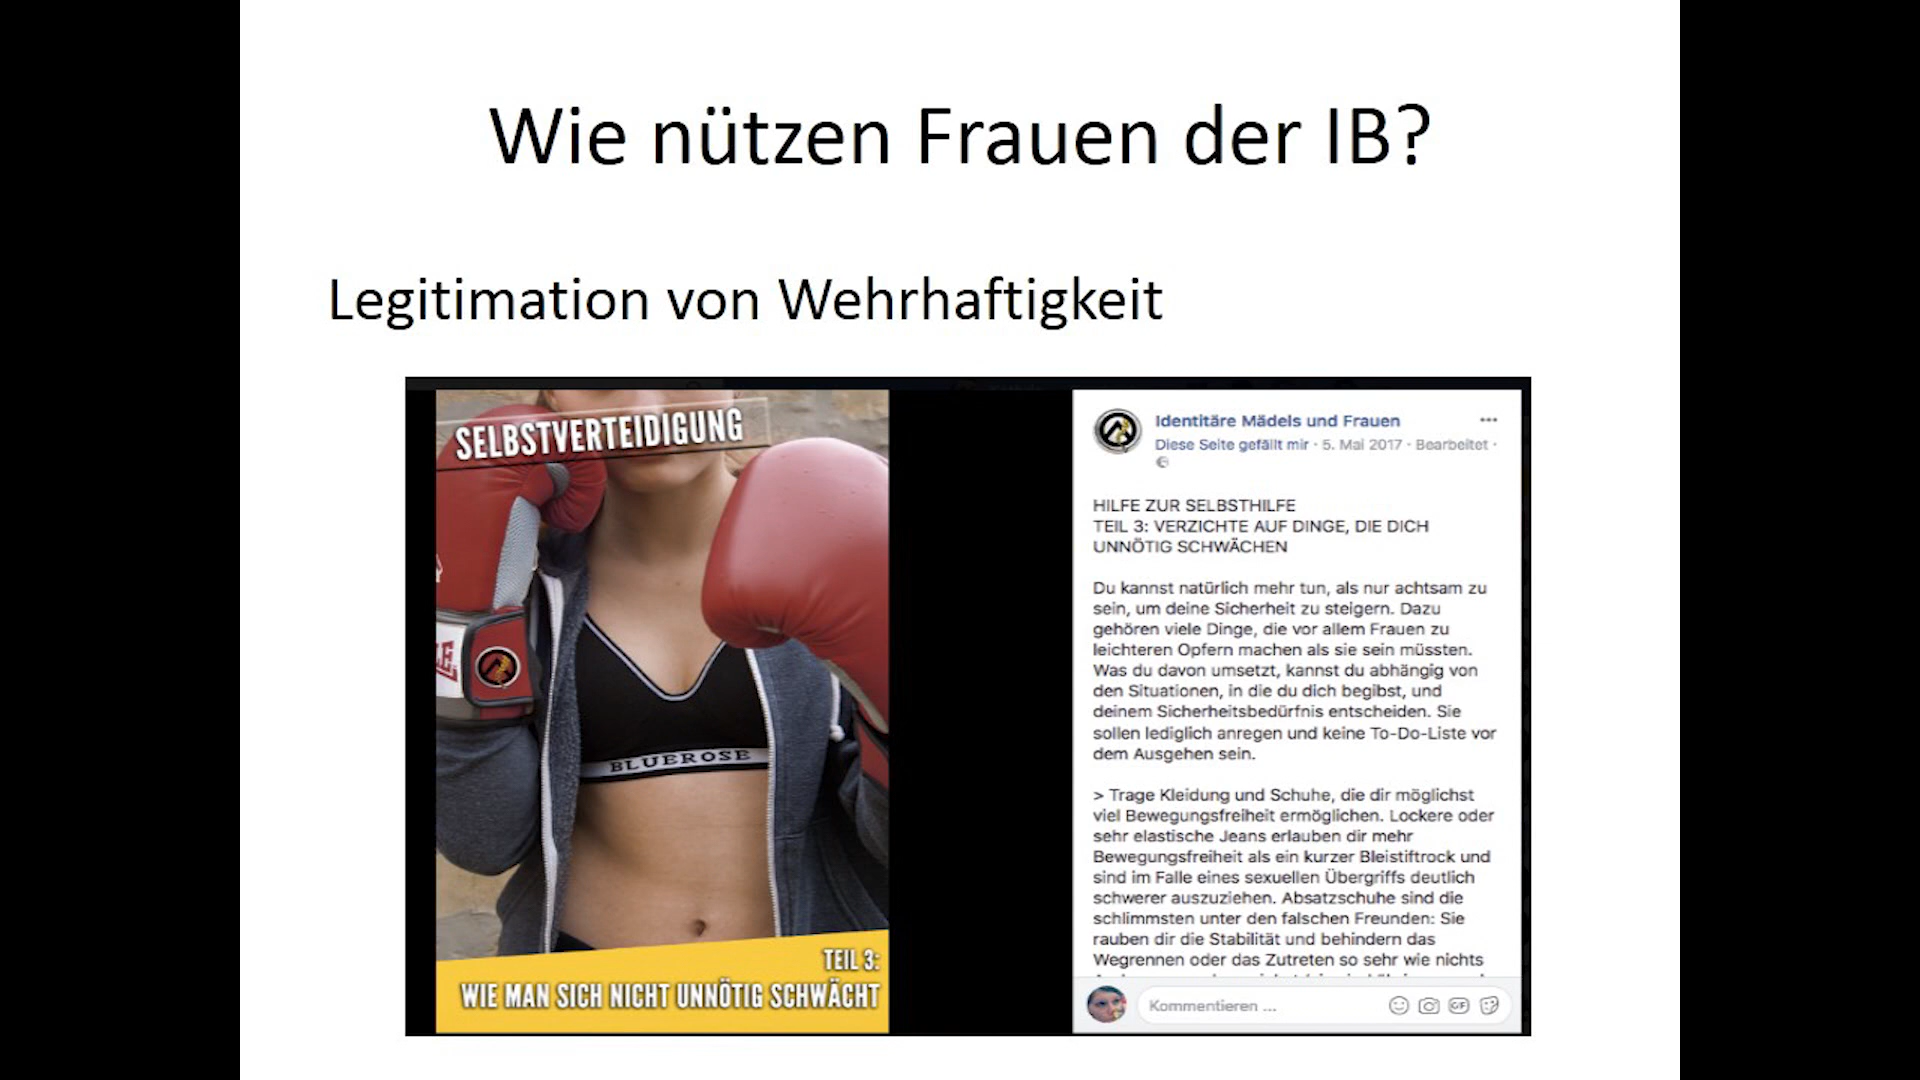 Wie nützen Frauen der IB?
Legitimation von Wehrhaftigkeit
SELBSTVERTEIDIGUNG
BLUEROSE
TEIL 3:
WIE MAN SICH NICHT UNNÖTIG SCHWÄCHT
Identitäre Mädels und Frauen
Diese Seite gefällt mir · 5. Mai 2017 · Bearbeitet ·
HILFE ZUR SELBSTHILFE
TEIL 3: VERZICHTE AUF DINGE, DIE DICH
UNNÖTIG SCHWÄCHEN
Du kannst natürlich mehr tun, als nur achtsam zu
sein, um deine Sicherheit zu steigern. Dazu
gehören viele Dinge, die vor allem Frauen zu
leichteren Opfern machen als sie sein müssten.
Was du davon umsetzt, kannst du abhängig von
den Situationen, in die du dich begibst, und
deinem Sicherheitsbedürfnis entscheiden. Sie
sollen lediglich anregen und keine To-Do-Liste vor
dem Ausgehen sein.
> Trage Kleidung und Schuhe, die dir möglichst
viel Bewegungsfreiheit ermöglichen. Lockere oder
sehr elastische Jeans erlauben dir mehr
Bewegungsfreiheit als ein kurzer Bleistiftrock und
sind im Falle eines sexuellen Übergriffs deutlich
schwerer auszuziehen. Absatzschuhe sind die
schlimmsten unter den falschen Freunden: Sie
rauben dir die Stabilität und behindern das
Wegrennen oder das Zutreten so sehr wie nichts
Kommentieren ...
GIF